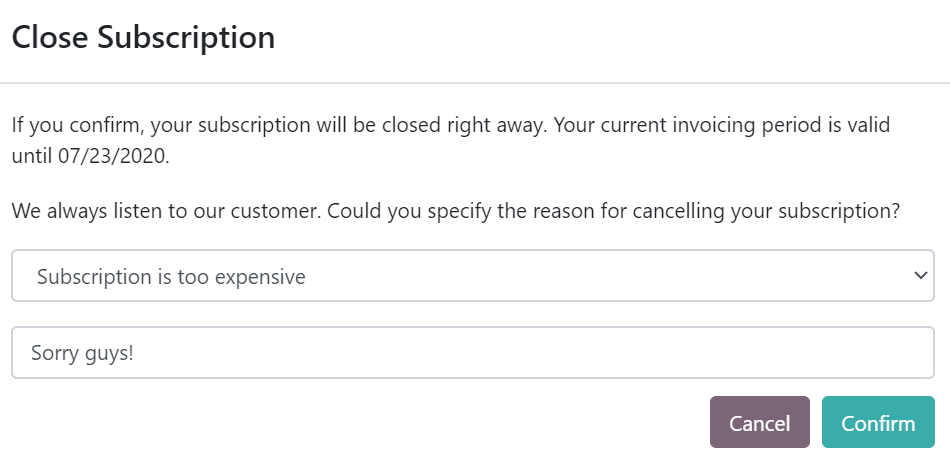 Close Subscription
If you confirm, your subscription will be closed right away. Your current invoicing period is valid
until 07/23/2020.
We always listen to our customer. Could you specify the reason for cancelling your subscription?
Subscription is too expensive
Sorry guys!
Cancel Confirm